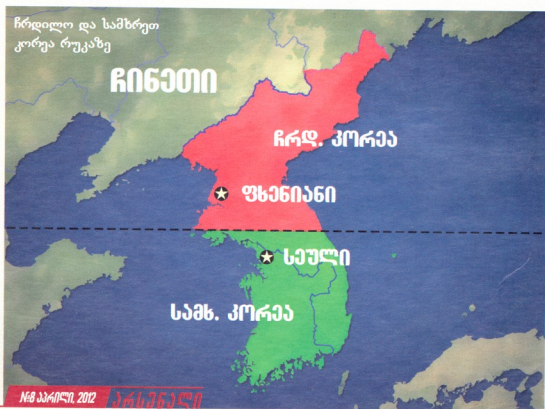 ჩრდილო და სამხრეთ
კორეა რუკაზე
ჩინეთი
ჩრდ. კორეა
ფხენიანი
სეული
სამხ. კორეა
№8 აპრილი, 2012 არსენალი